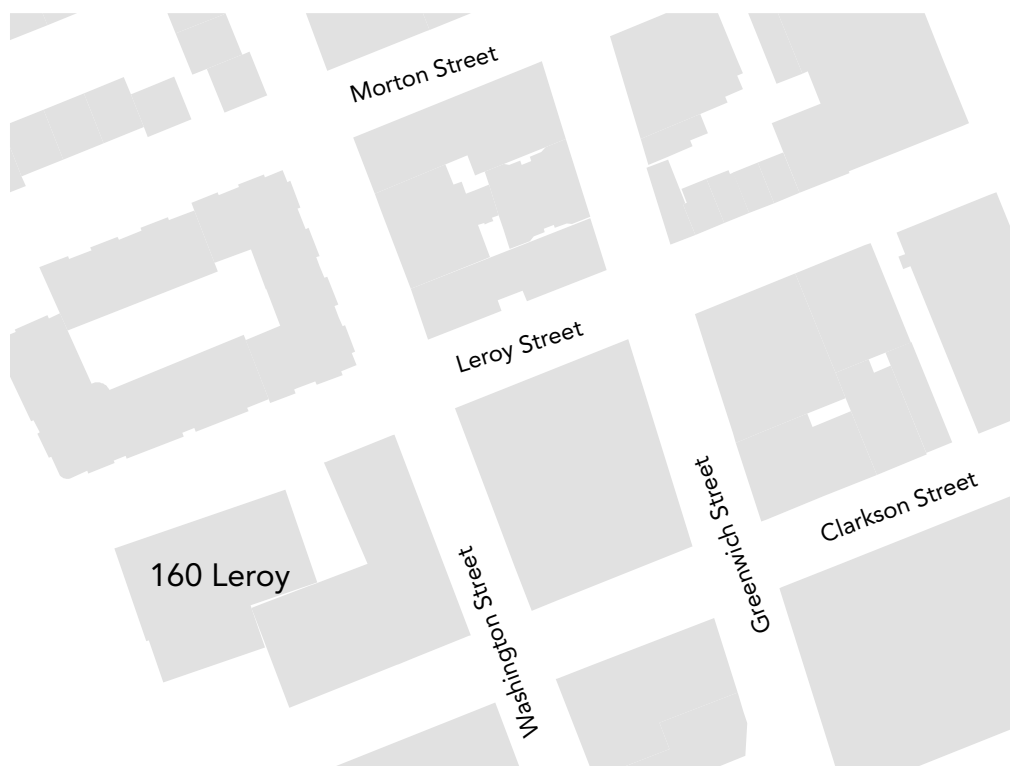 Morton Street
Leroy Street
Greenwich Street
Clarkson Street
160 Leroy
Washington Street